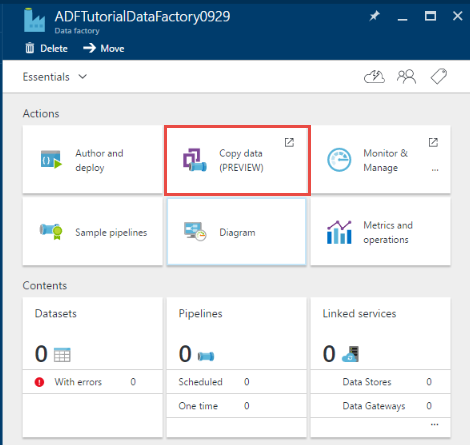 ADFTutorialDataFactory0929
Data factory
Delete Move
Essentials
Actions
Author and
deploy
Copy data
(PREVIEW)
Monitor &
Manage
...
Sample pipelines
Diagram
Metrics and
operations
Contents
Datasets
0
With errors 0
Pipelines
0
Scheduled 0
One time 0
Linked services
0
Data Stores 0
Data Gateways 0
...